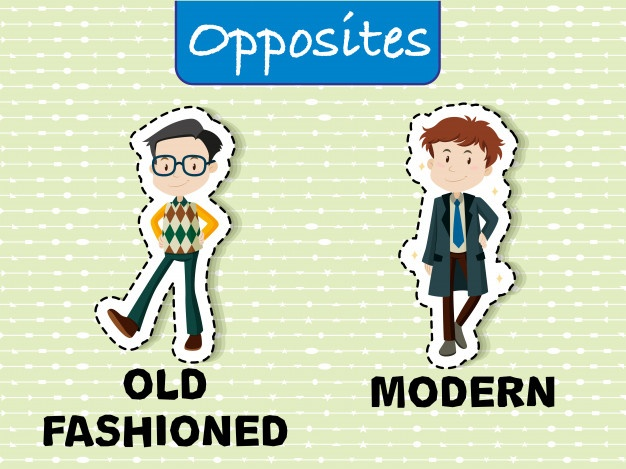 Opposites
OLD
FASHIONED
MODERN